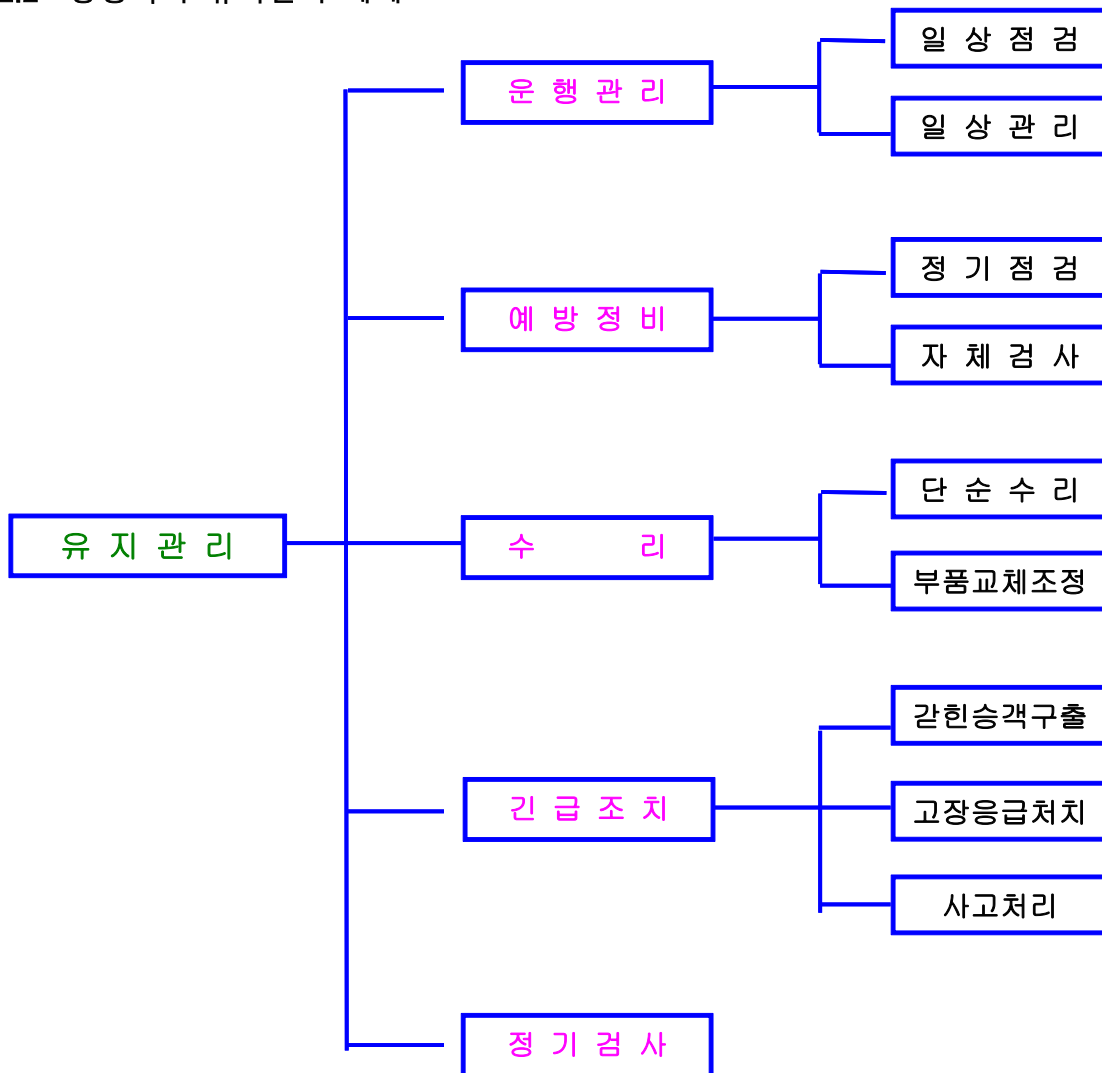 일 상 점 검
운 행 관 리
일 상 관 리
정 기 점 검
예 방 정 비
자 체 검 사
단 순 수 리
유 지 관 리
수 리
부품교체조정
갇힌승객구출
긴 급 조 치
고장응급처치
사고처리
정 기 검 사